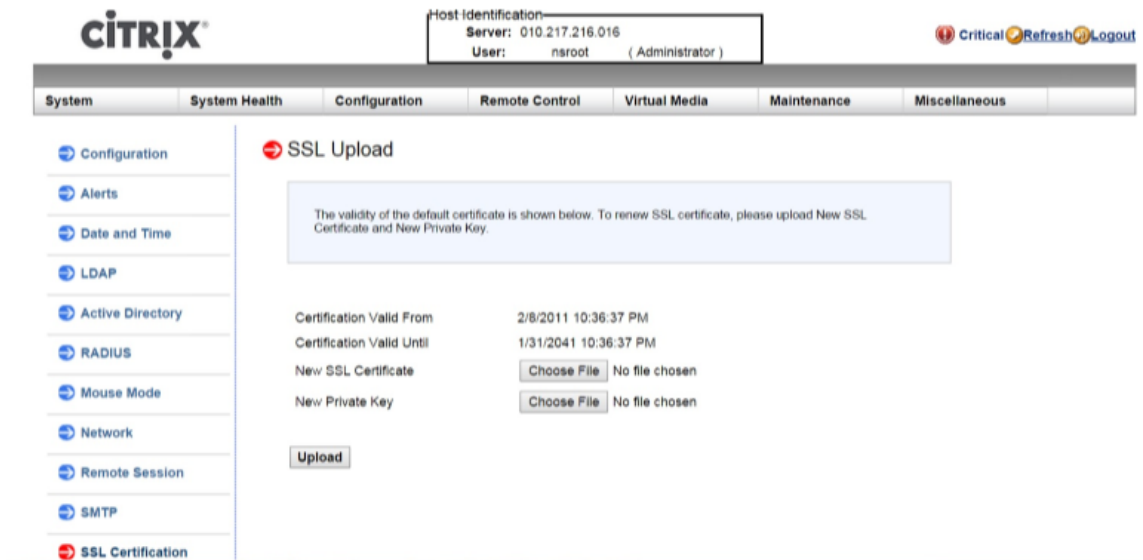 CİTRIX
Host Identification
Server: 010.217.216.016
User: nsroot ( Administrator )
Critical Refresh Logout
System System Health Configuration Remote Control Virtual Media Maintenance Miscellaneous
Configuration
Alerts
Date and Time
LDAP
Active Directory
RADIUS
Mouse Mode
Network
Remote Session
SMTP
SSL Certification
SSL Upload
The validity of the default certificate is shown below. To renew SSL certificate, please upload New SSL
Certificate and New Private Key.
Certification Valid From 2/8/2011 10:36:37 PM
Certification Valid Until 1/31/2041 10:36:37 PM
New SSL Certificate Choose File No file chosen
New Private Key Choose File No file chosen
Upload